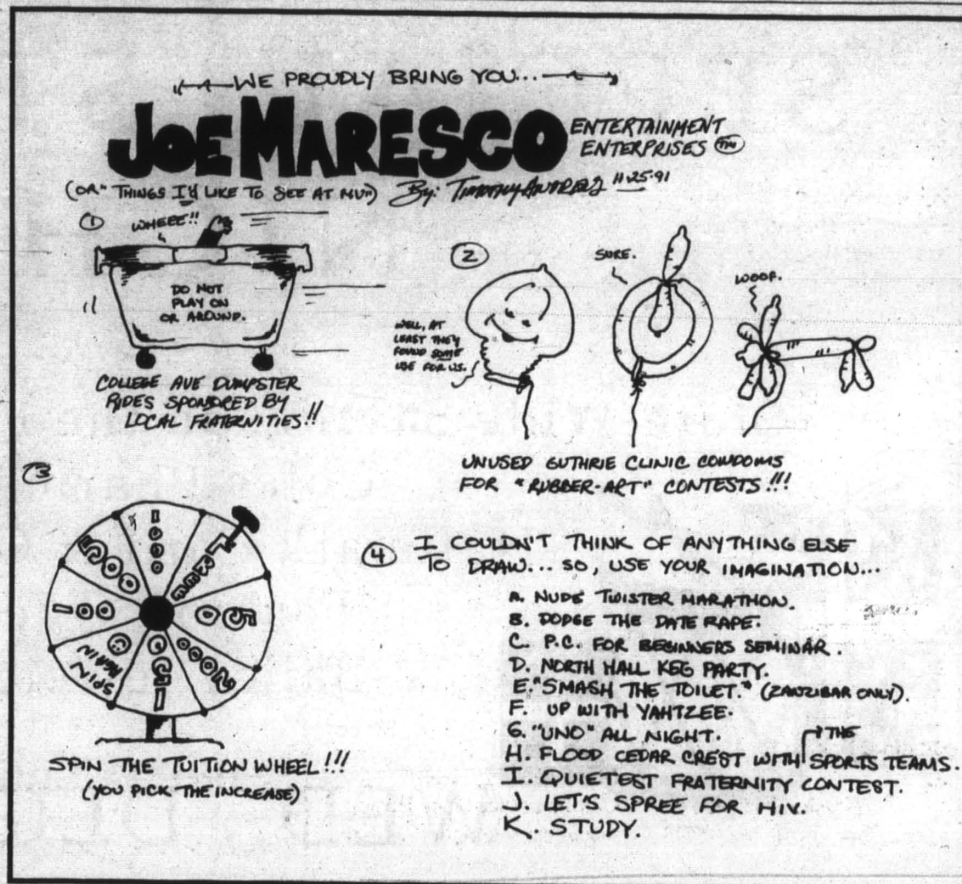 WE PROUDLY BRING YOU...
JOE MARESCO ENTERTAINMENT
ENTERPRISES TM
(OR "THINGS I'D LIKE TO SEE AT MU") By: TIMOTHY 11-25-91
①
WHEEE!!
DO NOT
PLAY ON
OR AROUND.
COLLEGE AVE DUMPSTER
RIDES SPONSORED BY
LOCAL FRATERNITIES!!
②
WELL, AT
LEAST THEY
FOUND SOME
USE FOR US.
SURE.
WOOF.
UNUSED GUTHRIE CLINIC CONDOMS
FOR "RUBBER-ART" CONTESTS!!!
③
1000
500
2000
100
SPIN AGAIN
SPIN THE TUITION WHEEL!!!
(YOU PICK THE INCREASE)
④ I COULDN'T THINK OF ANYTHING ELSE
TO DRAW... SO, USE YOUR IMAGINATION...
A. NUDE TWISTER MARATHON.
B. DODGE THE DATE RAPE.
C. P.C. FOR BEGINNERS SEMINAR.
D. NORTH HALL KEG PARTY.
E. "SMASH THE TOILET." (ZANZIBAR ONLY).
F. UP WITH YAHTZEE.
G. "UNO" ALL NIGHT.
H. FLOOD CEDAR CREST WITH THE SPORTS TEAMS.
I. QUIETEST FRATERNITY CONTEST.
J. LET'S SPREE FOR HIV.
K. STUDY.